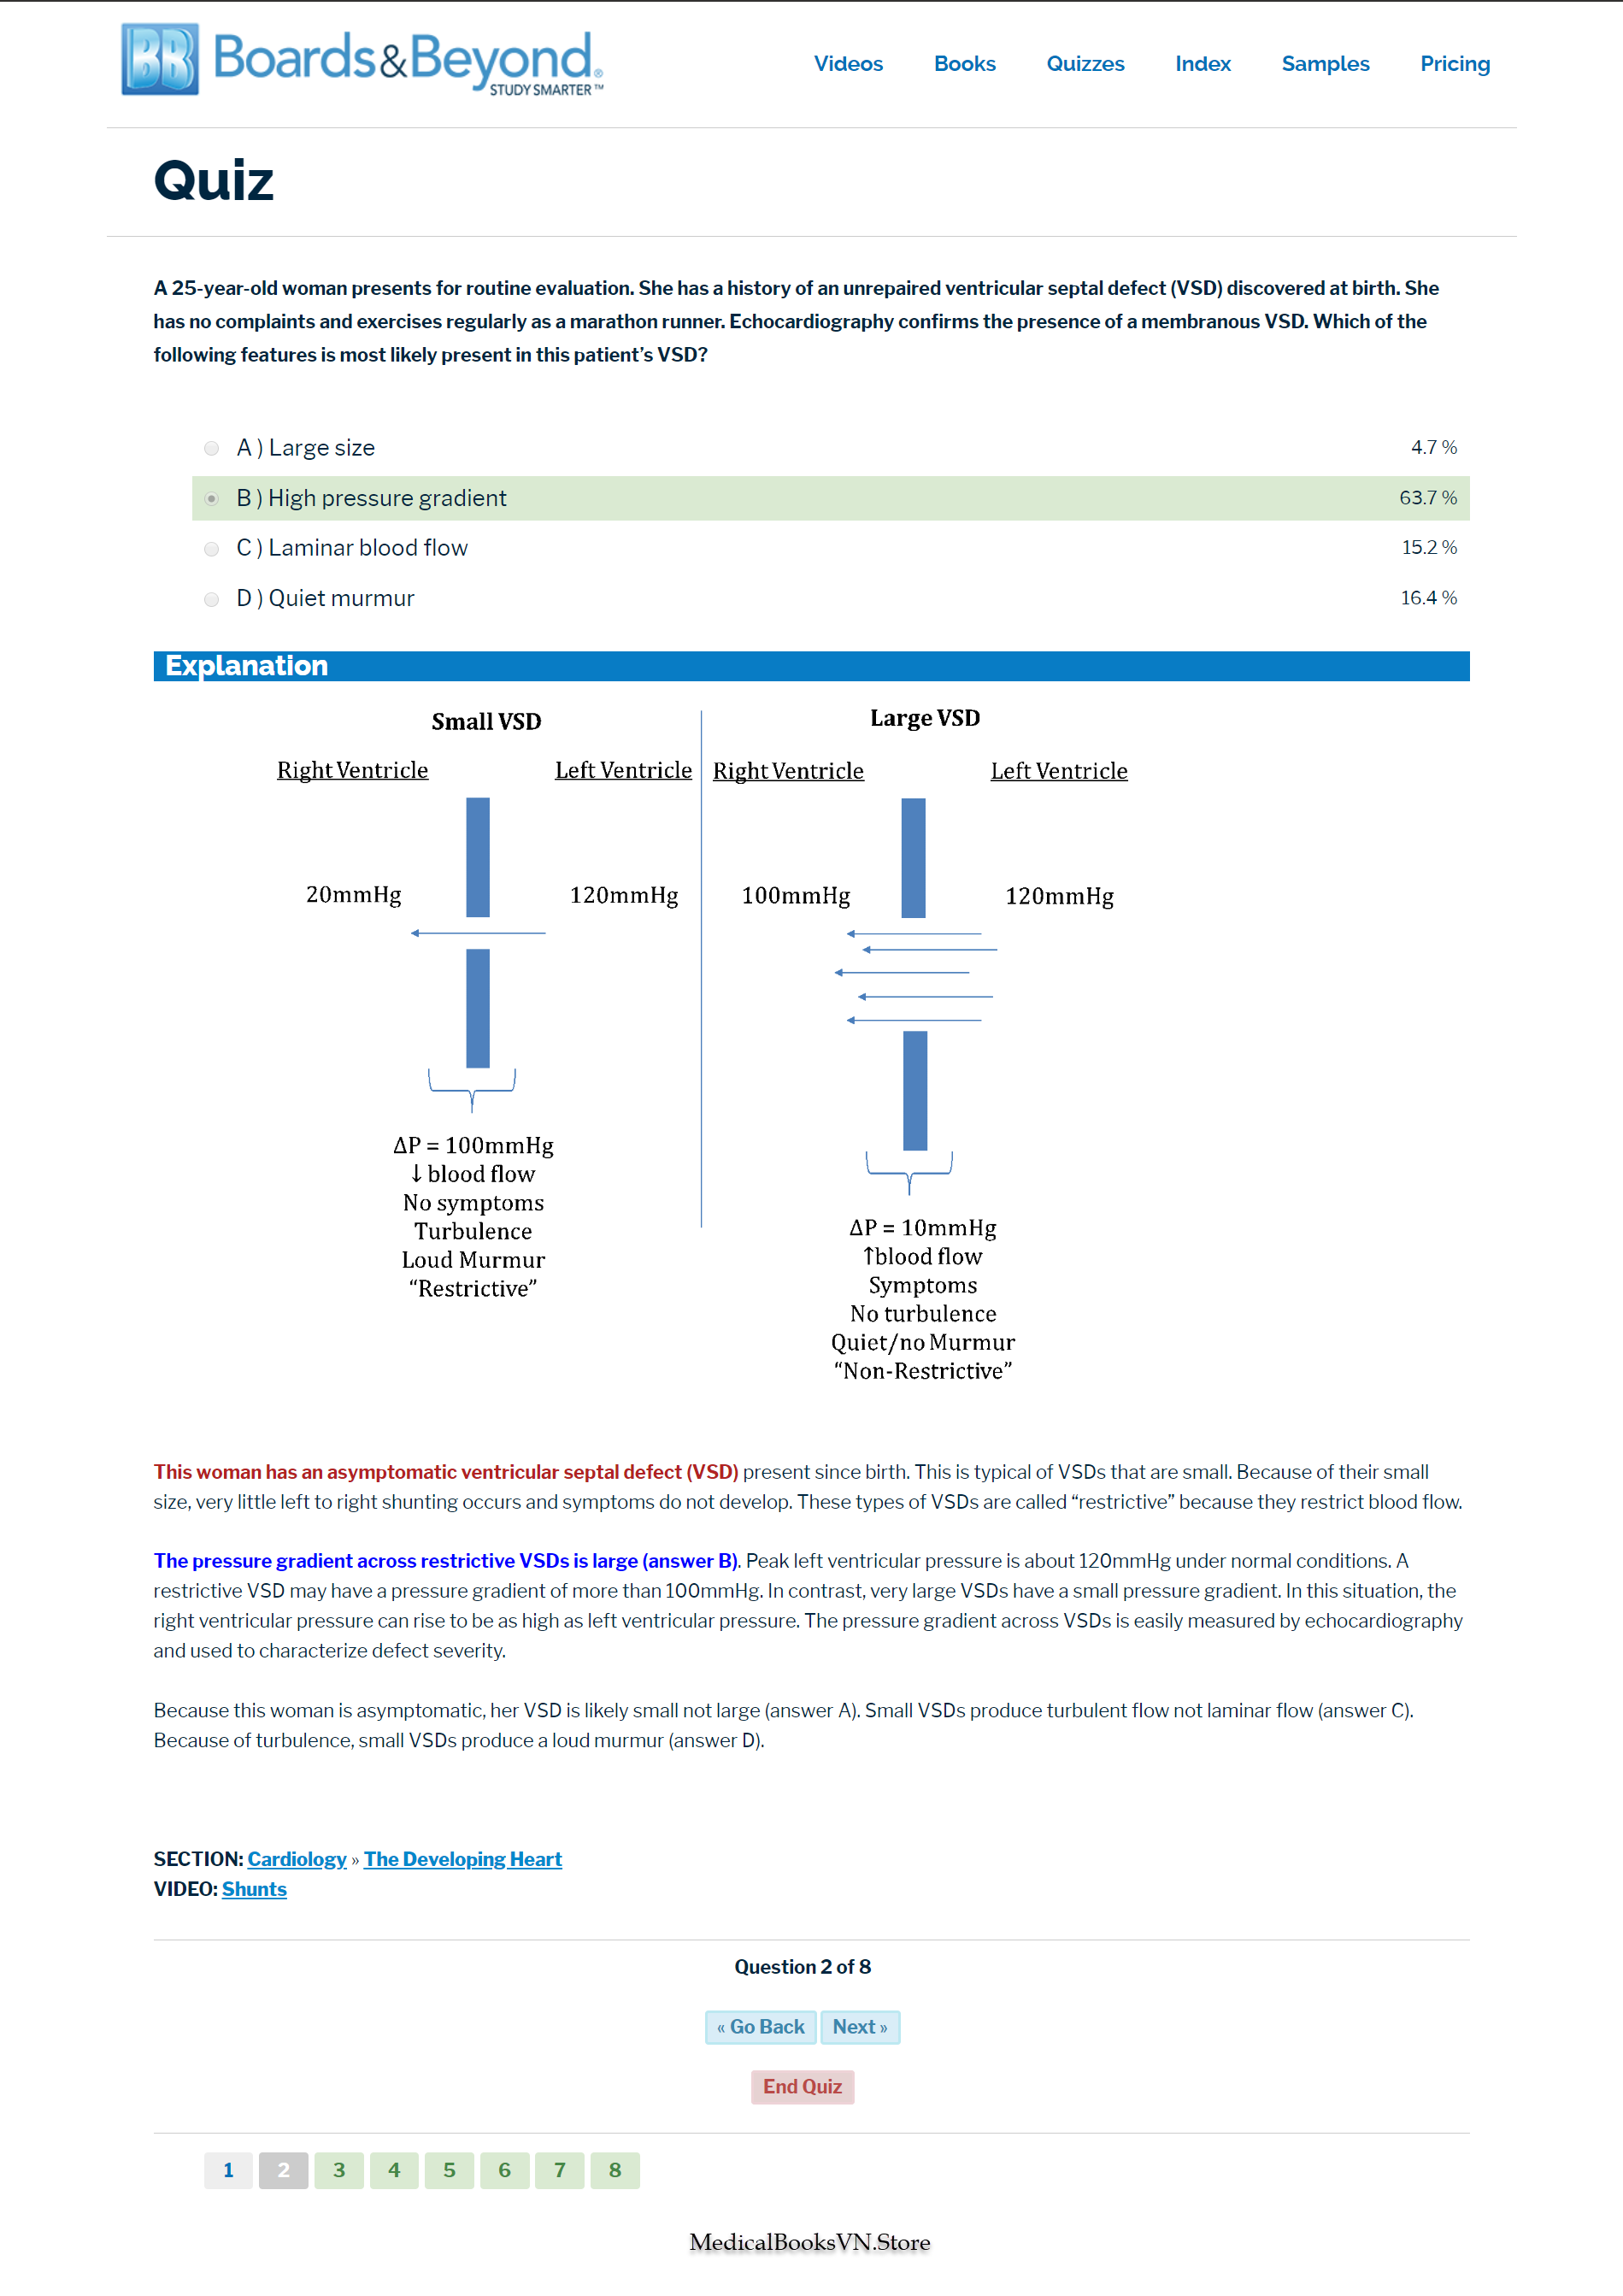 BB Boards&Beyond®
STUDY SMARTER™
Videos Books Quizzes Index Samples Pricing
Quiz
A 25-year-old woman presents for routine evaluation. She has a history of an unrepaired ventricular septal defect (VSD) discovered at birth. She
has no complaints and exercises regularly as a marathon runner. Echocardiography confirms the presence of a membranous VSD. Which of the
following features is most likely present in this patient's VSD?
A ) Large size 4.7 %
B ) High pressure gradient 63.7 %
C ) Laminar blood flow 15.2 %
D ) Quiet murmur 16.4 %
Explanation
Small VSD
Right Ventricle Left Ventricle
20mmHg 120mmHg
ΔP = 100mmHg
↓ blood flow
No symptoms
Turbulence
Loud Murmur
“Restrictive”
Large VSD
Right Ventricle Left Ventricle
100mmHg 120mmHg
ΔP = 10mmHg
↑blood flow
Symptoms
No turbulence
Quiet/no Murmur
“Non-Restrictive”
This woman has an asymptomatic ventricular septal defect (VSD) present since birth. This is typical of VSDs that are small. Because of their small
size, very little left to right shunting occurs and symptoms do not develop. These types of VSDs are called “restrictive” because they restrict blood flow.
The pressure gradient across restrictive VSDs is large (answer B). Peak left ventricular pressure is about 120mmHg under normal conditions. A
restrictive VSD may have a pressure gradient of more than 100mmHg. In contrast, very large VSDs have a small pressure gradient. In this situation, the
right ventricular pressure can rise to be as high as left ventricular pressure. The pressure gradient across VSDs is easily measured by echocardiography
and used to characterize defect severity.
Because this woman is asymptomatic, her VSD is likely small not large (answer A). Small VSDs produce turbulent flow not laminar flow (answer C).
Because of turbulence, small VSDs produce a loud murmur (answer D).
SECTION: Cardiology » The Developing Heart
VIDEO: Shunts
Question 2 of 8
« Go Back Next »
End Quiz
1 2 3 4 5 6 7 8
MedicalBooksVN.Store